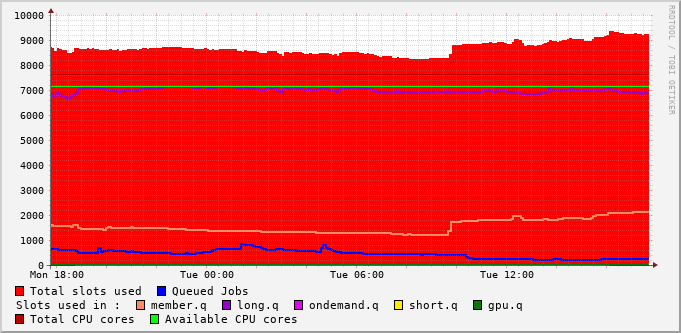 10000
9000
8000
7000
6000
5000
4000
3000
2000
1000
0
Mon 18:00 Tue 00:00 Tue 06:00 Tue 12:00
Total slots used Queued Jobs
Slots used in : member.q long.q ondemand.q short.q gpu.q
Total CPU cores Available CPU cores
RRDTOOL / TOBI OETIKER